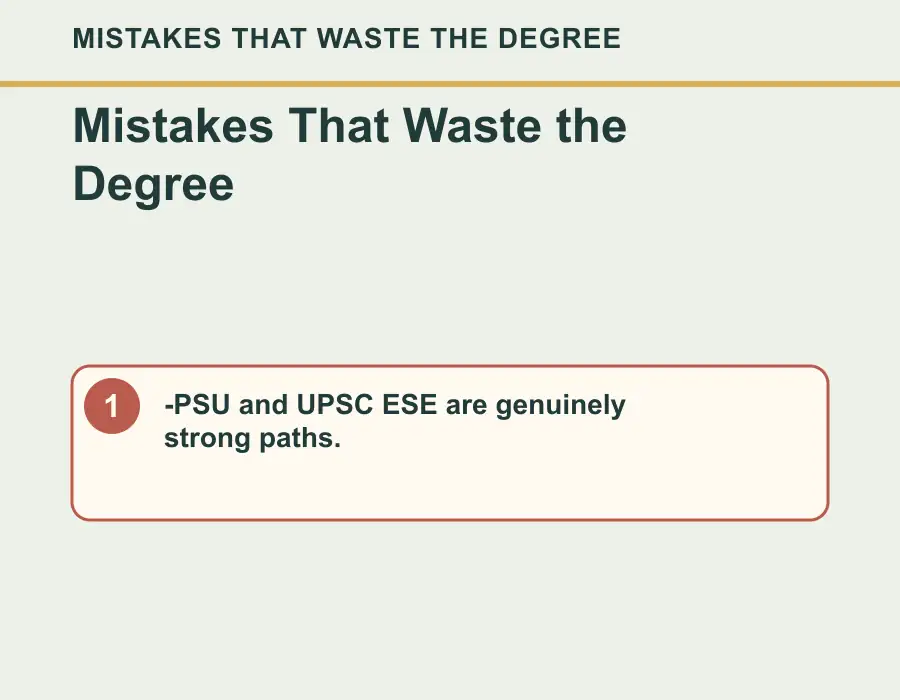 MISTAKES THAT WASTE THE DEGREE
Mistakes That Waste the
Degree
1
-PSU and UPSC ESE are genuinely
strong paths.